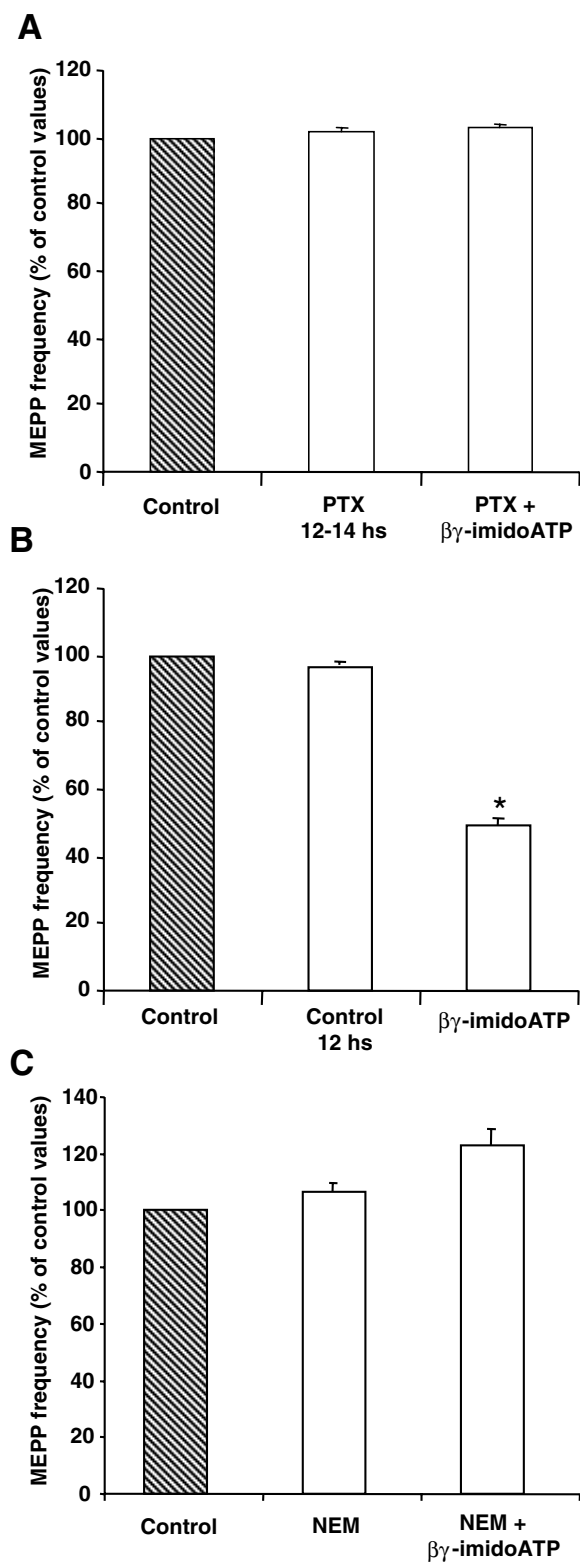 A
MEPP frequency (% of control values)
120
100
80
60
40
20
0
Control
PTX
12-14 hs
PTX +
βγ-imidoATP
B
MEPP frequency (% of control values)
120
100
80
60
40
20
0
*
Control
Control
12 hs
βγ-imidoATP
C
MEPP frequency (% of control values)
140
120
100
80
60
40
20
0
Control
NEM
NEM +
βγ-imidoATP